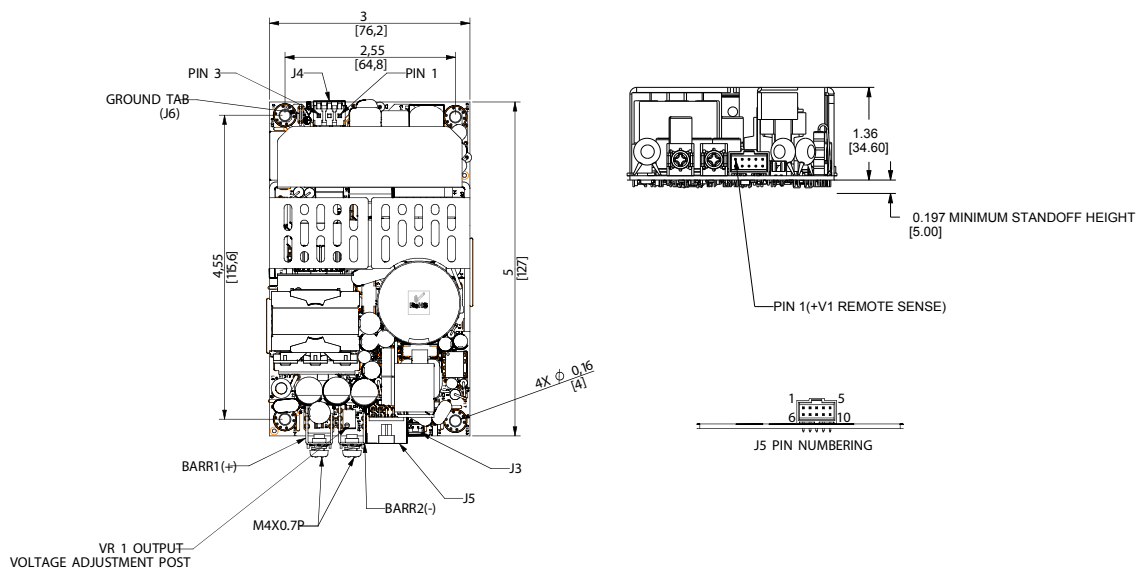 3
[76,2]
2,55
[64,8]
PIN 3
J4
PIN 1
GROUND TAB
(J6)
4,55
[115,6]
5
[127]
RoHS
4X Ø 0,16
[4]
BARR1(+)
J3
J5
BARR2(-)
M4X0.7P
VR 1 OUTPUT
VOLTAGE ADJUSTMENT POST
1.36
[34.60]
0.197 MINIMUM STANDOFF HEIGHT
[5.00]
PIN 1(+V1 REMOTE SENSE)
1 5
6 10
J5 PIN NUMBERING